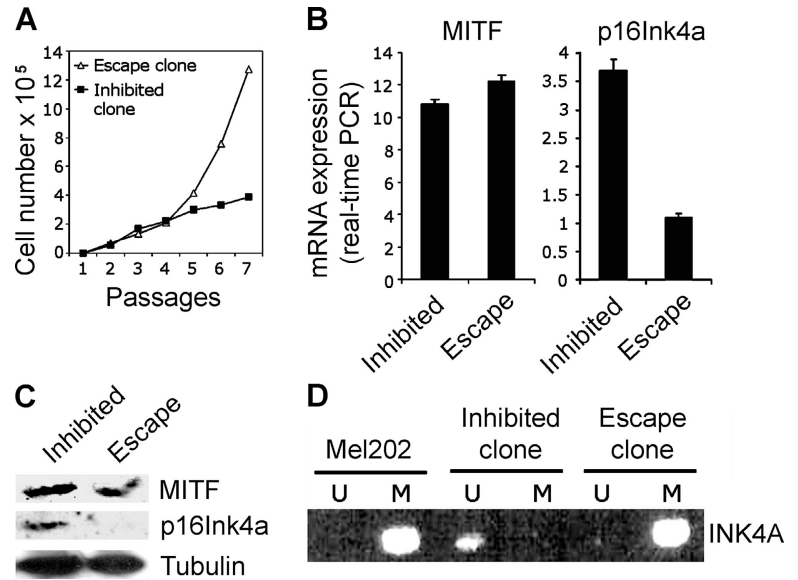 A
Cell number x 10⁵
14
12
10
8
6
4
2
0
Escape clone
Inhibited
clone
1 2 3 4 5 6 7
Passages
B
mRNA expression
(real-time PCR)
MITF
14
12
10
8
6
4
2
0
Inhibited
Escape
p16Ink4a
4
3.5
3
2.5
2
1.5
1
0.5
0
Inhibited
Escape
C
Inhibited
Escape
MITF
p16Ink4a
Tubulin
D
Mel202
Inhibited
clone
Escape
clone
U M U M U M
INK4A